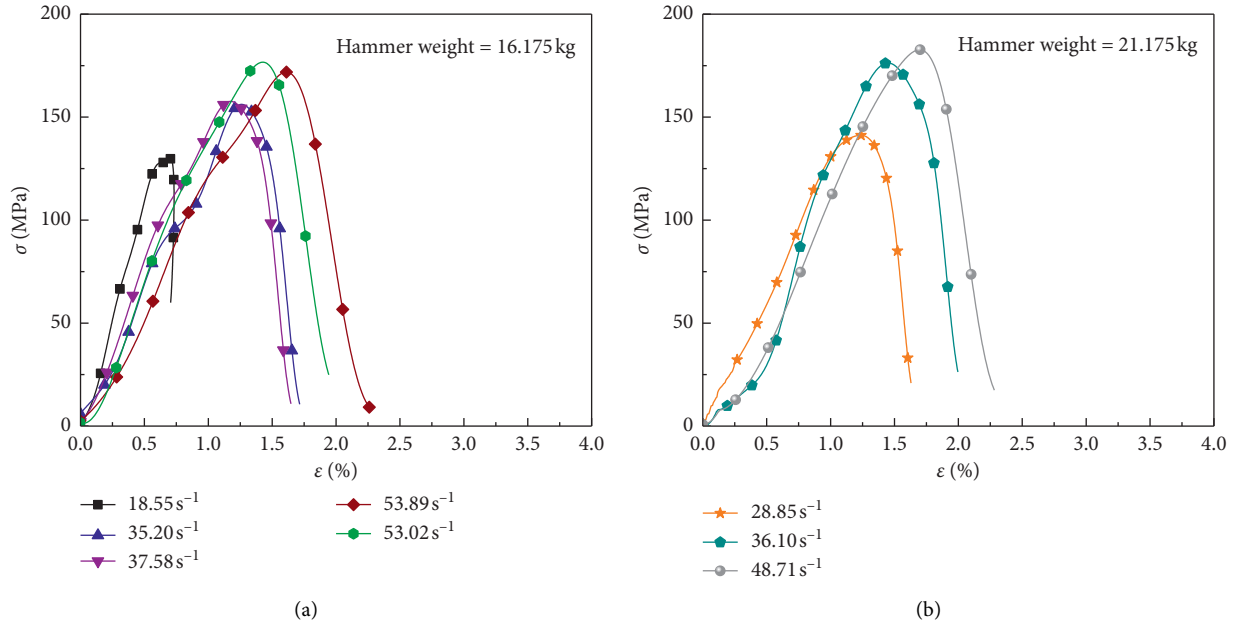 200
150
100
50
0
σ (MPa)
Hammer weight = 16.175 kg
0.0 0.5 1.0 1.5 2.0 2.5 3.0 3.5 4.0
ε (%)
18.55 s⁻¹
35.20 s⁻¹
37.58 s⁻¹
53.89 s⁻¹
53.02 s⁻¹
(a)
200
150
100
50
0
σ (MPa)
Hammer weight = 21.175 kg
0.0 0.5 1.0 1.5 2.0 2.5 3.0 3.5 4.0
ε (%)
28.85 s⁻¹
36.10 s⁻¹
48.71 s⁻¹
(b)